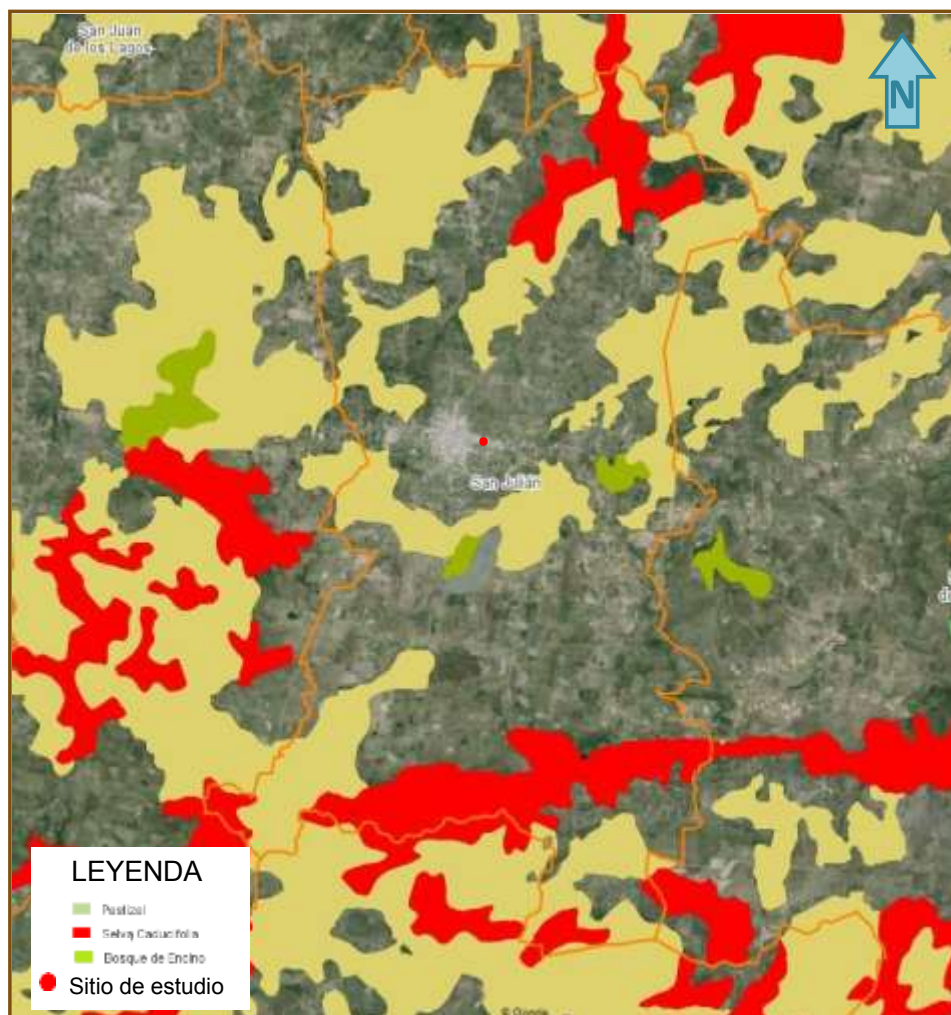 San Juan
de los Lagos
N
San Julián
LEYENDA
Pastizal
Selva Caducifolia
Bosque de Encino
Sitio de estudio